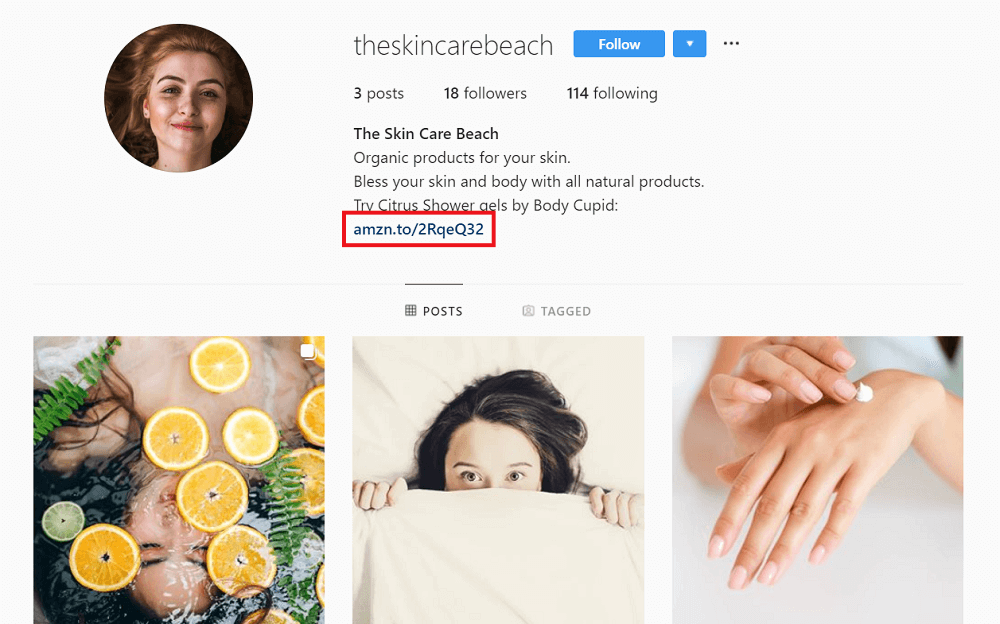 theskincarebeach Follow
3 posts 18 followers 114 following
The Skin Care Beach
Organic products for your skin.
Bless your skin and body with all natural products.
Try Citrus Shower gels by Body Cupid:
amzn.to/2RqeQ32
POSTS TAGGED